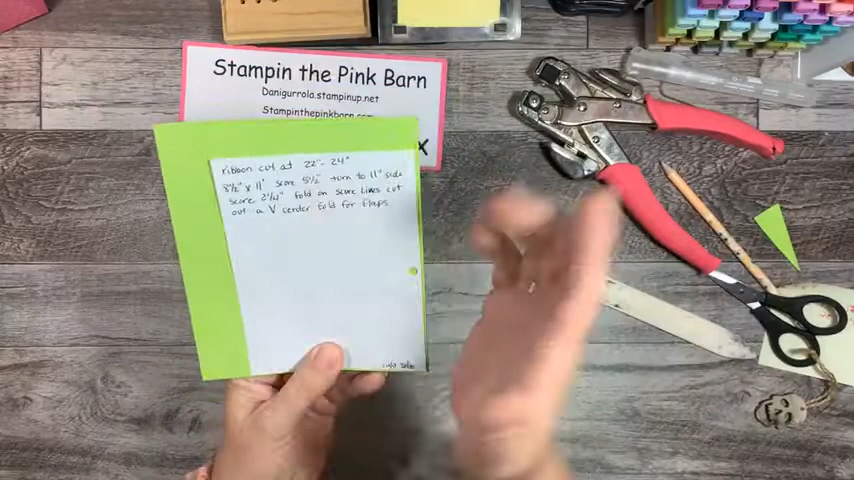 Stampin the Pink Barn
Danigurrola.stampinup.net
Stampinthepinkbarn.com
X
ribbon cut at 22"- 24"
8½" x 11" score 5½" turn to 11" side
score 2¼" fold on score lines cut
out a V center fold for flaps